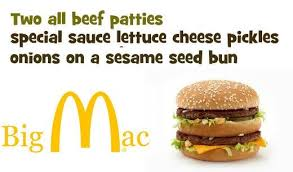 Two all beef patties
special sauce lettuce cheese pickles
onions on a sesame seed bun
Big Mac